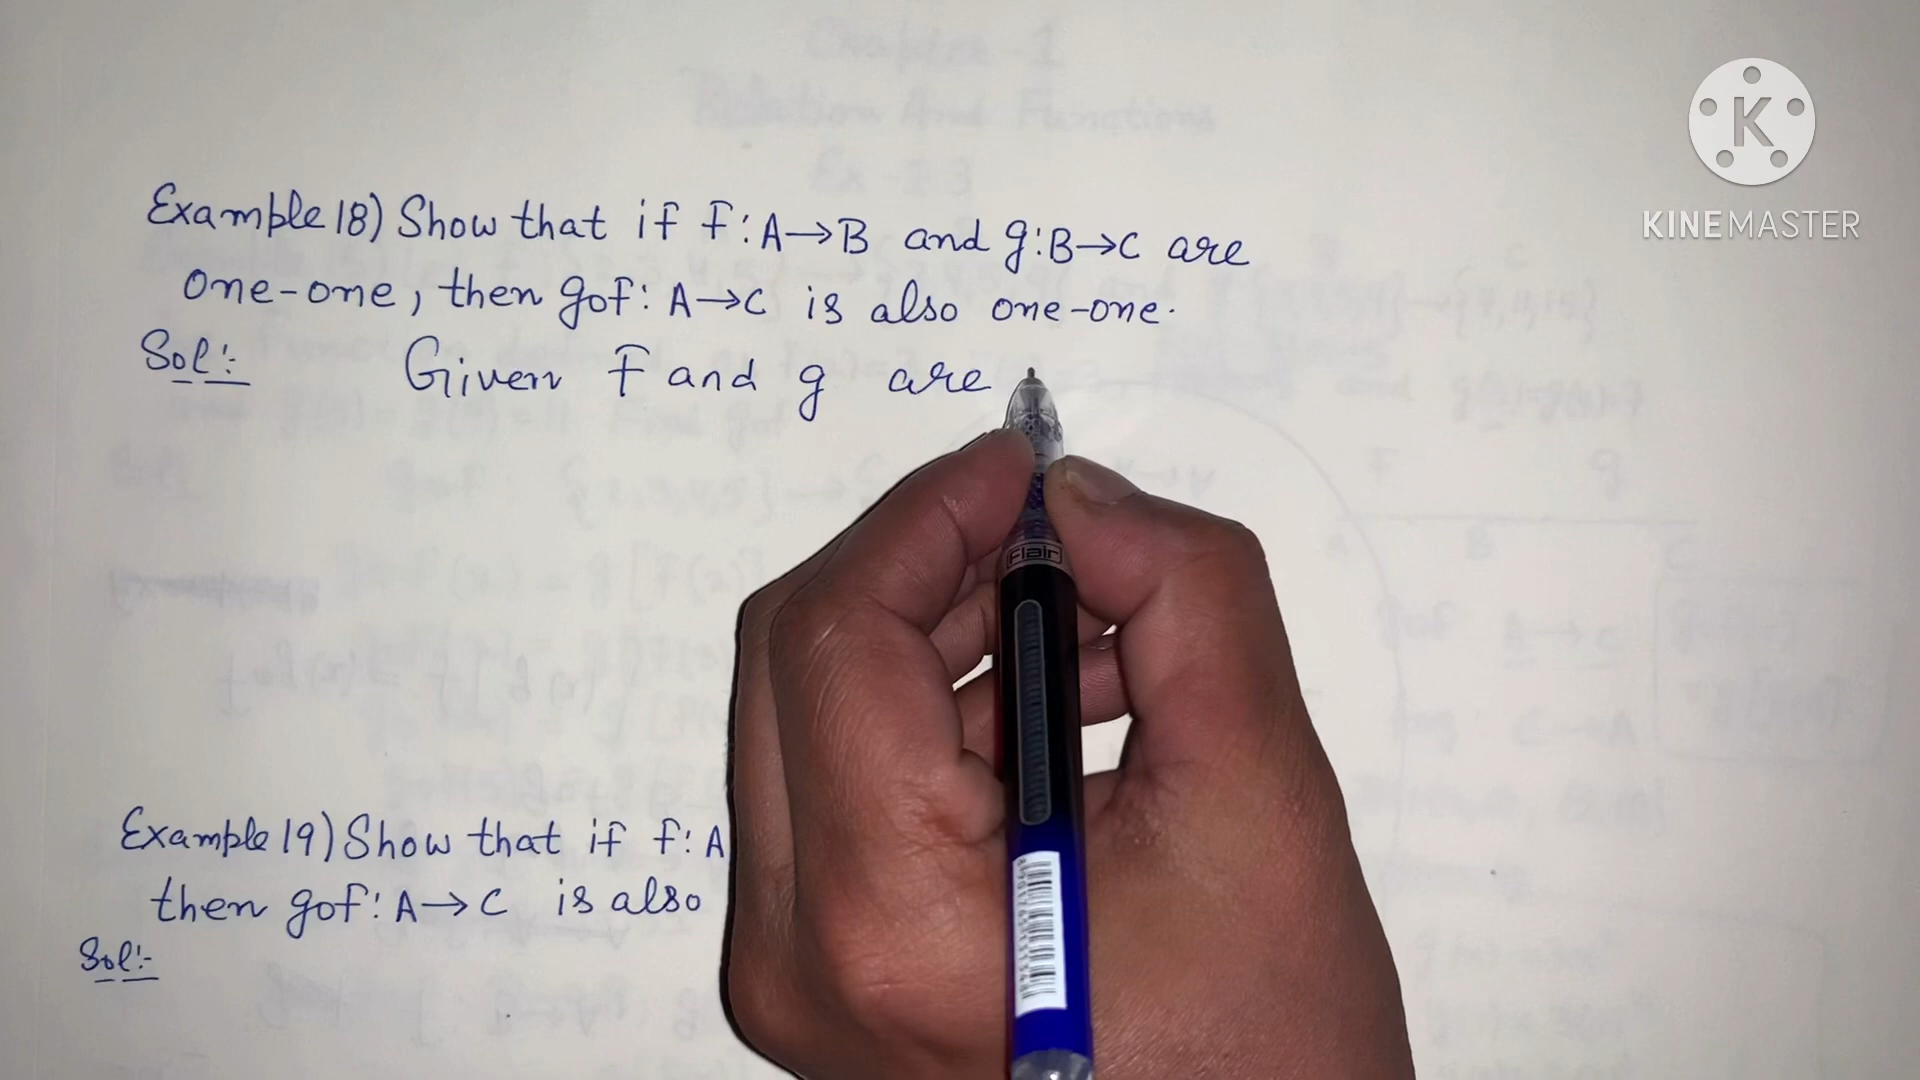 K
KINEMASTER
Example 18) Show that if f: A→B and g: B→C are
one-one, then gof: A→C is also one-one.
Sol:- Given f and g are
Flair
Example 19) Show that if f: A
then gof: A→C is also
Sol:-